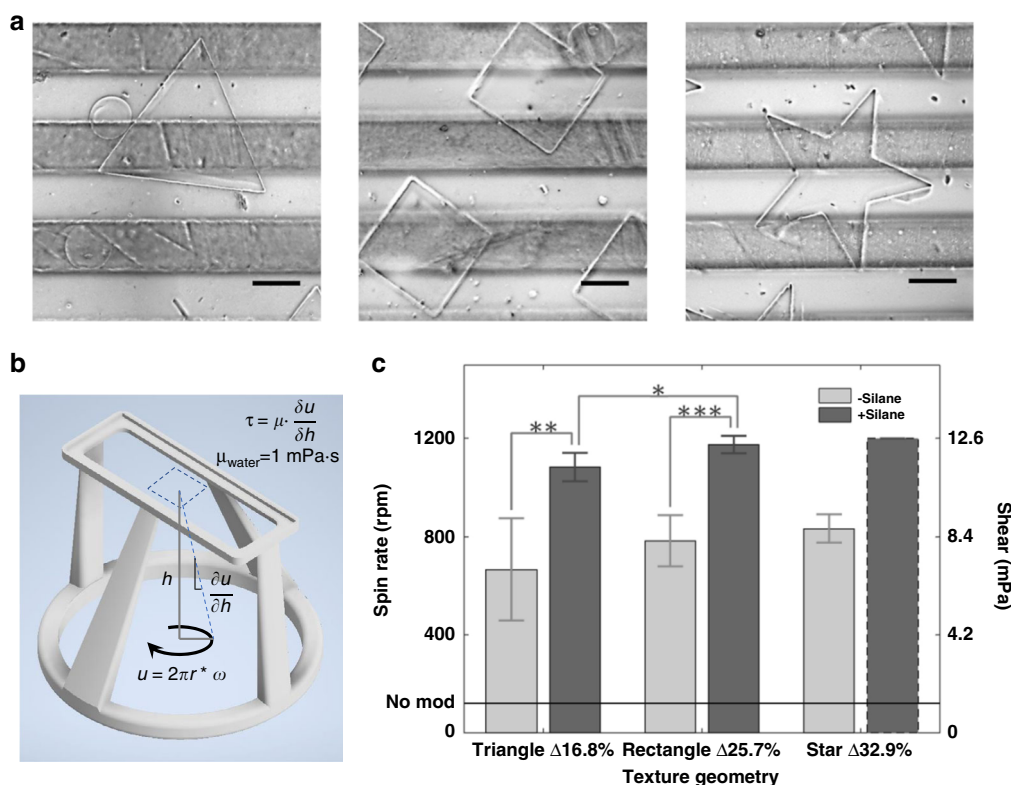 a
b
τ = μ· δu/δh
μwater=1 mPa·s
h
∂u/∂h
u = 2πr* ω
c
** * ***
-Silane
+Silane
1200
800
400
No mod
0
Spin rate (rpm)
12.6
8.4
4.2
0
Shear (mPa)
Triangle Δ16.8% Rectangle Δ25.7% Star Δ32.9%
Texture geometry